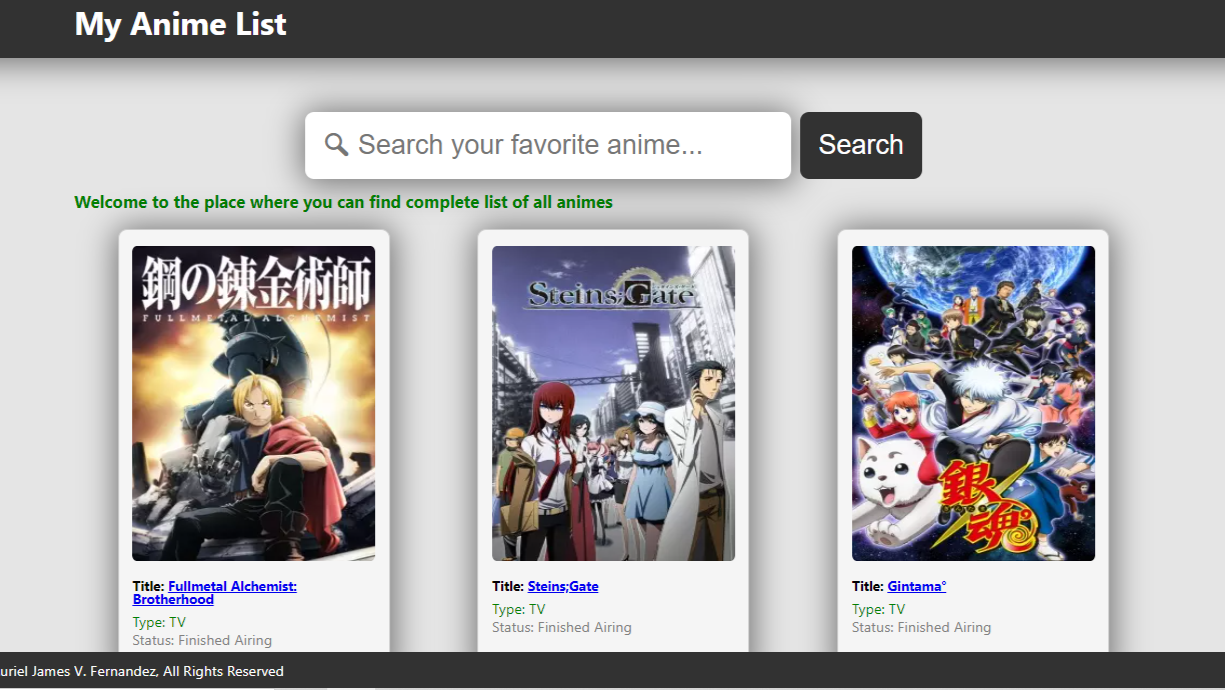 My Anime List
Search your favorite anime...
Search
Welcome to the place where you can find complete list of all animes
鋼の錬金術師
FULLMETAL ALCHEMIST
Title: Fullmetal Alchemist:
Brotherhood
Type: TV
Status: Finished Airing
Steins;Gate
Title: Steins;Gate
Type: TV
Status: Finished Airing
銀魂°
Title: Gintama°
Type: TV
Status: Finished Airing
uriel James V. Fernandez, All Rights Reserved